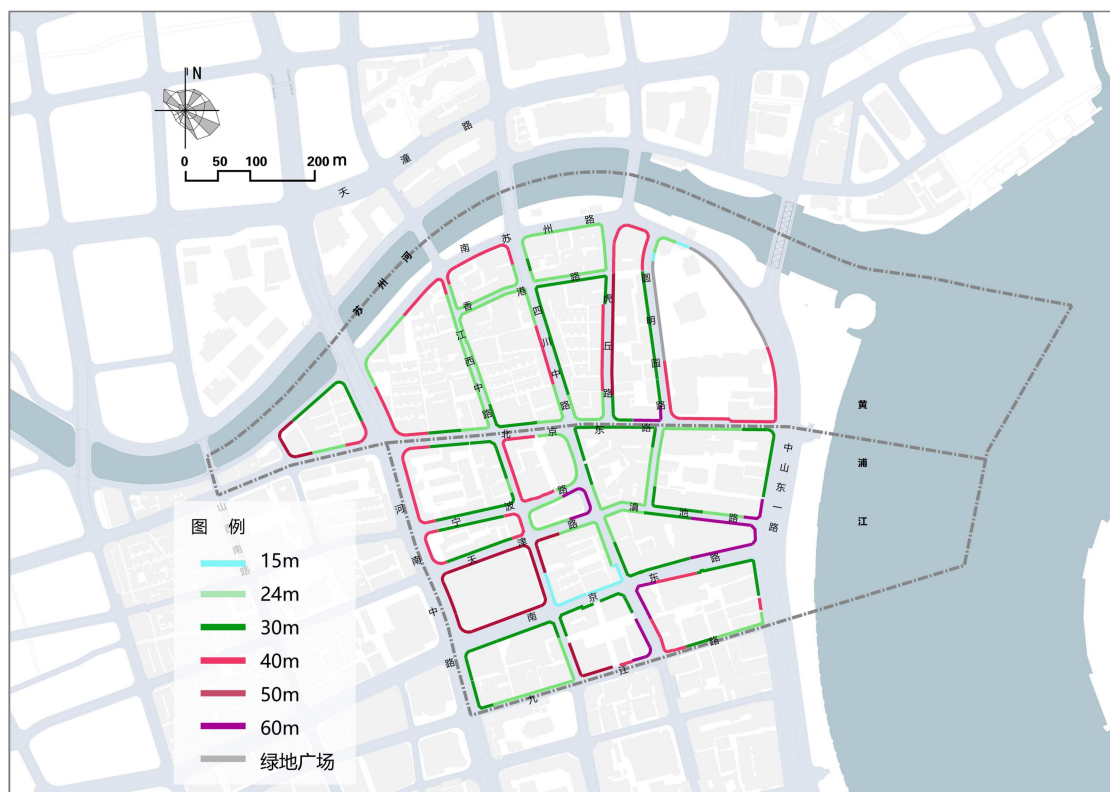 N
0 50 100 200 m
天潼路
苏州河
南苏州路
香港路
江西中路
四川中路
虎丘路
圆明园路
北京东路
黄浦江
中山东一路
河南中路
宁波路
天津路
滇池路
南京东路
九江路
山西南路
图 例
15m
24m
30m
40m
50m
60m
绿地广场